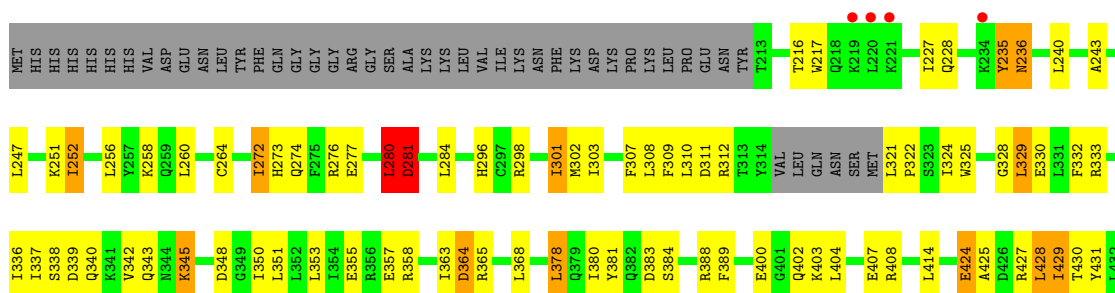 MET HIS HIS HIS HIS HIS HIS VAL ASP GLU ASN LEU TYR PHE GLN GLY GLY GLY ARG GLY SER ALA LYS LYS LEU VAL ILE LYS ASN PHE LYS ASP LYS PRO LYS LEU PRO GLU ASN TYR T213 T216 W217 Q218 K219 L220 K221 I227 Q228 K234 Y235 N236 L240 A243
L247 K251 I252 L256 Y257 K258 Q259 L260 C264 I272 H273 Q274 F275 R276 E277 L280 D281 L284 H296 C297 R298 I301 M302 I303 F307 L308 F309 L310 D311 R312 T313 Y314 VAL LEU GLN ASN SER MET L321 P322 S323 I324 W325 G328 L329 E330 L331 F332 R333
I336 I337 S338 D339 Q340 K341 V342 Q343 N344 K345 D348 G349 I350 L351 L352 L353 I354 E355 R356 E357 R358 I363 D364 R365 L368 L378 Q379 I380 Y381 Q382 D383 S384 R388 F389 E400 G401 Q402 K403 L404 E407 R408 L414 E424 A425 D426 R427 L428 I429 T430 Y431 L432